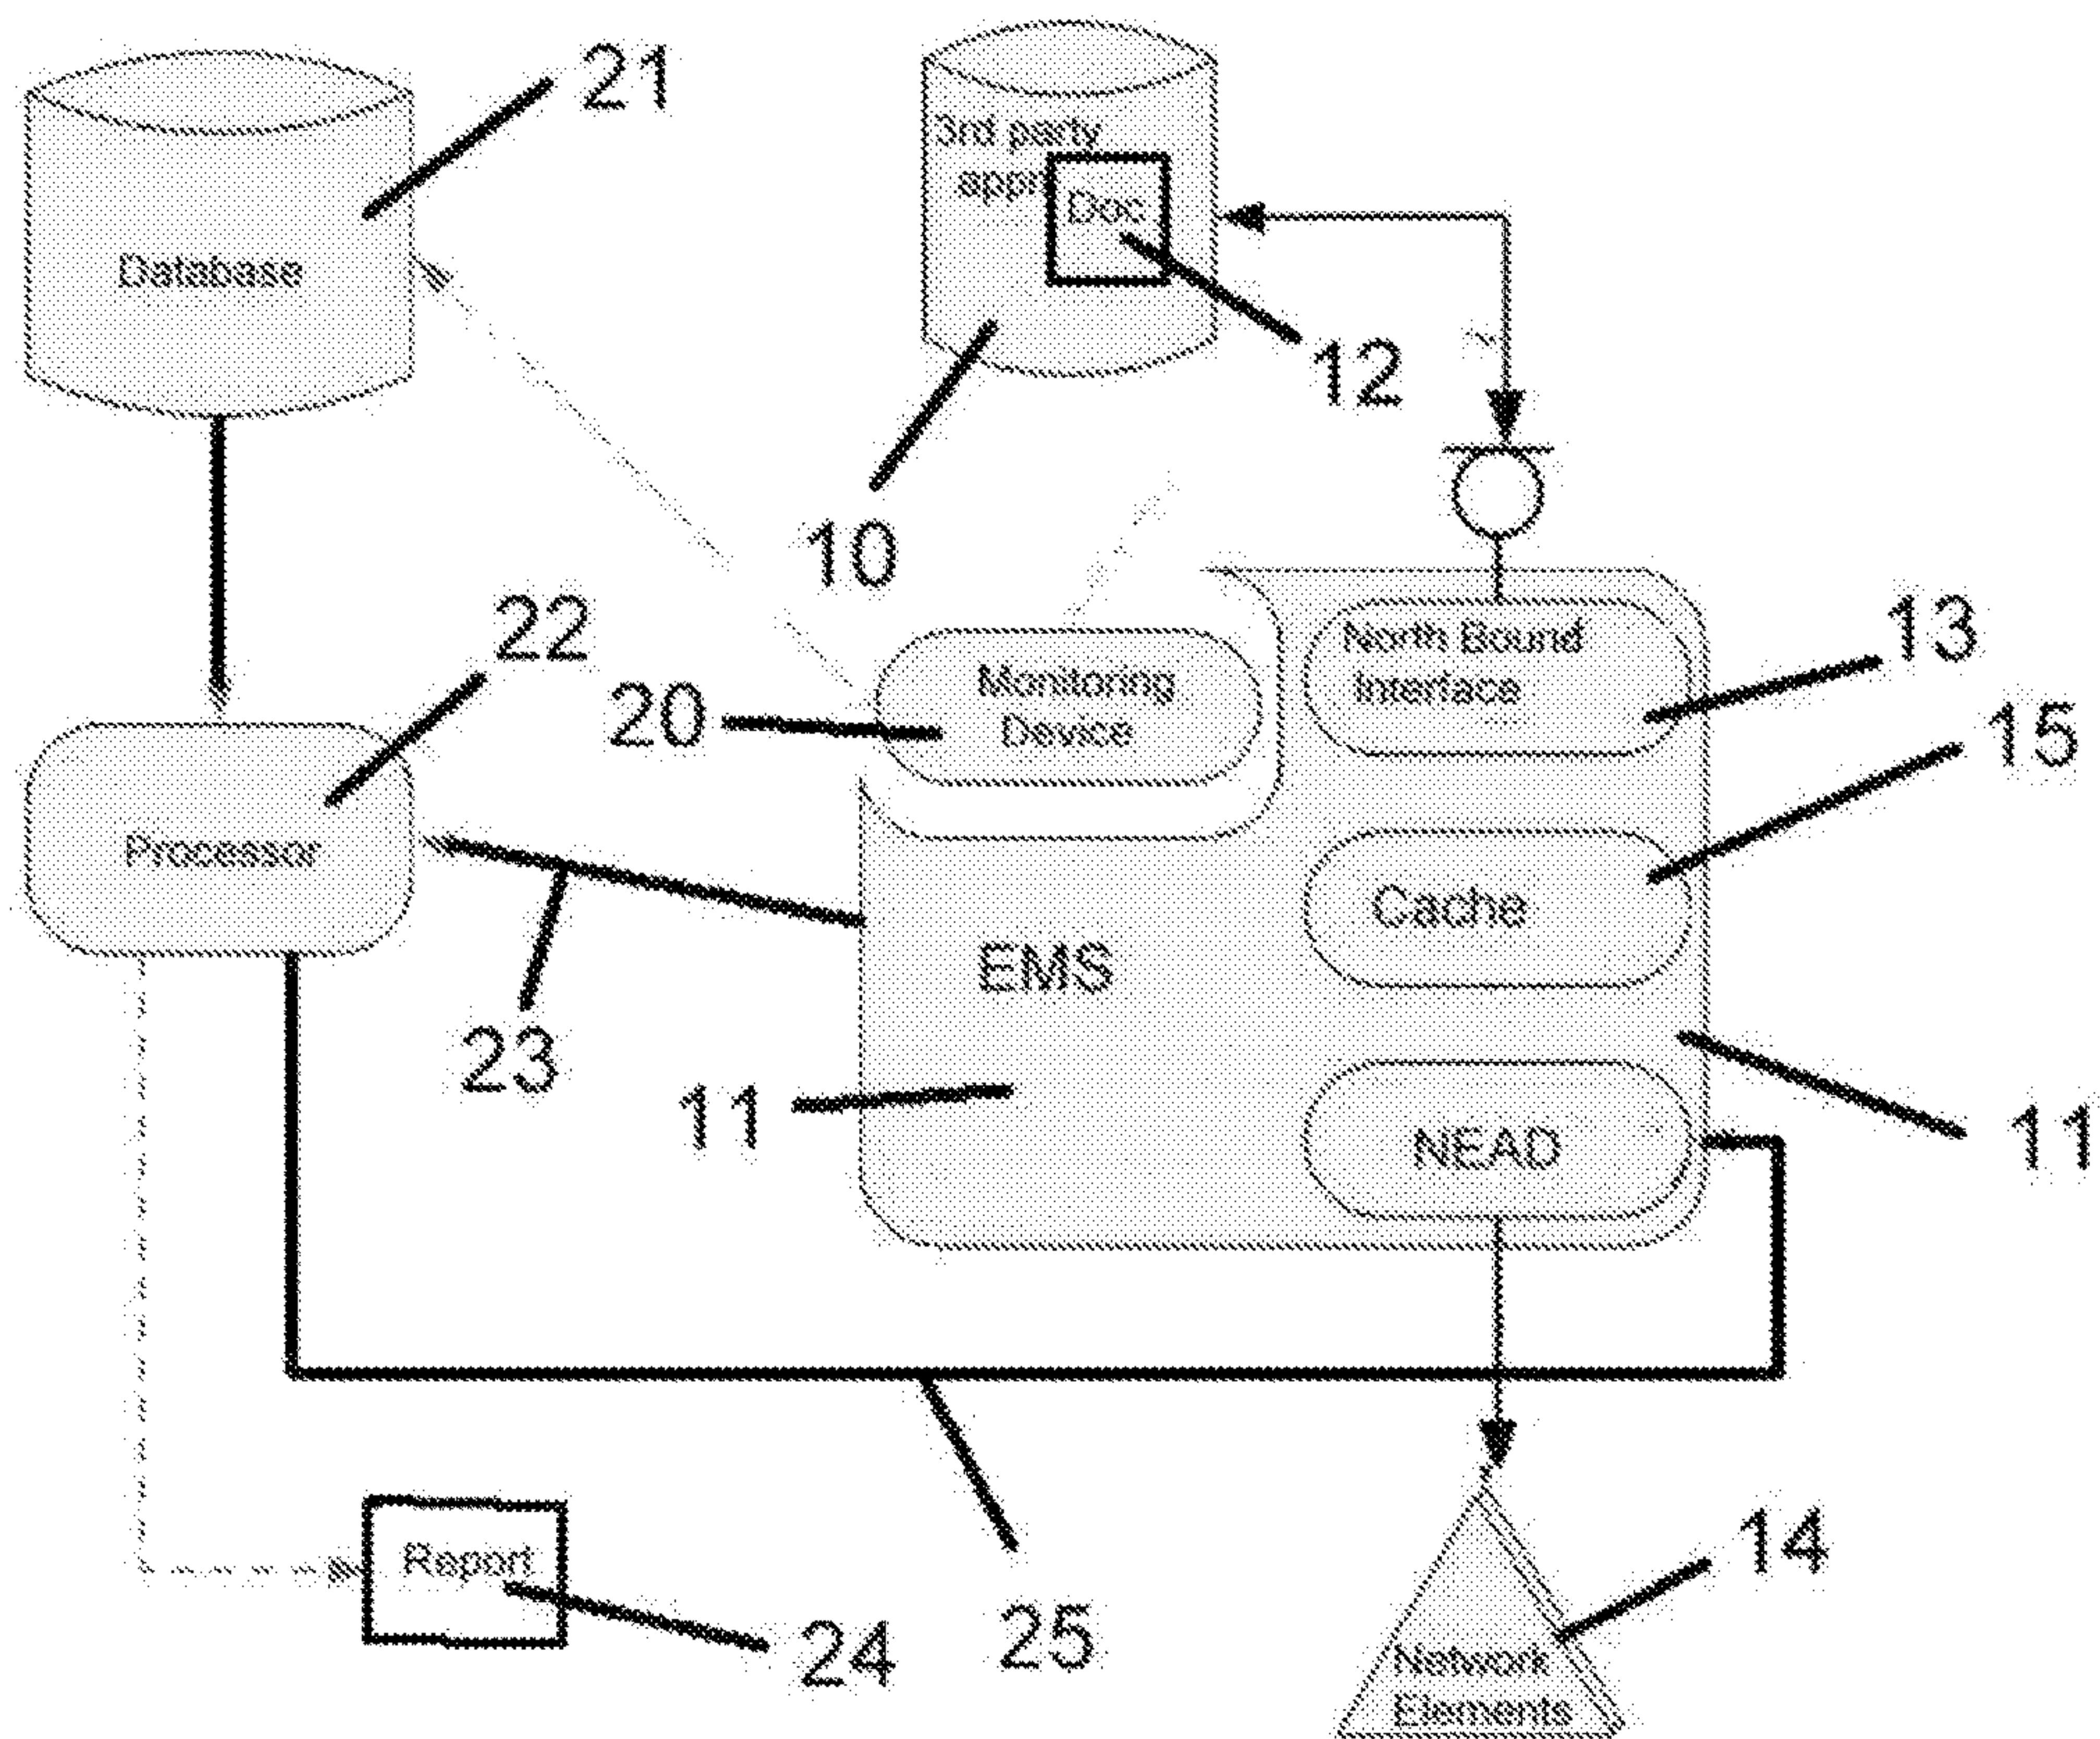 21
3rd party
appn
Doc
Database
12
10
22
North Bound
Interface
13
Monitoring
Device
20
15
Processor
Cache
EMS
23
11
NEAD
11
Report
14
25
24
Network
Elements